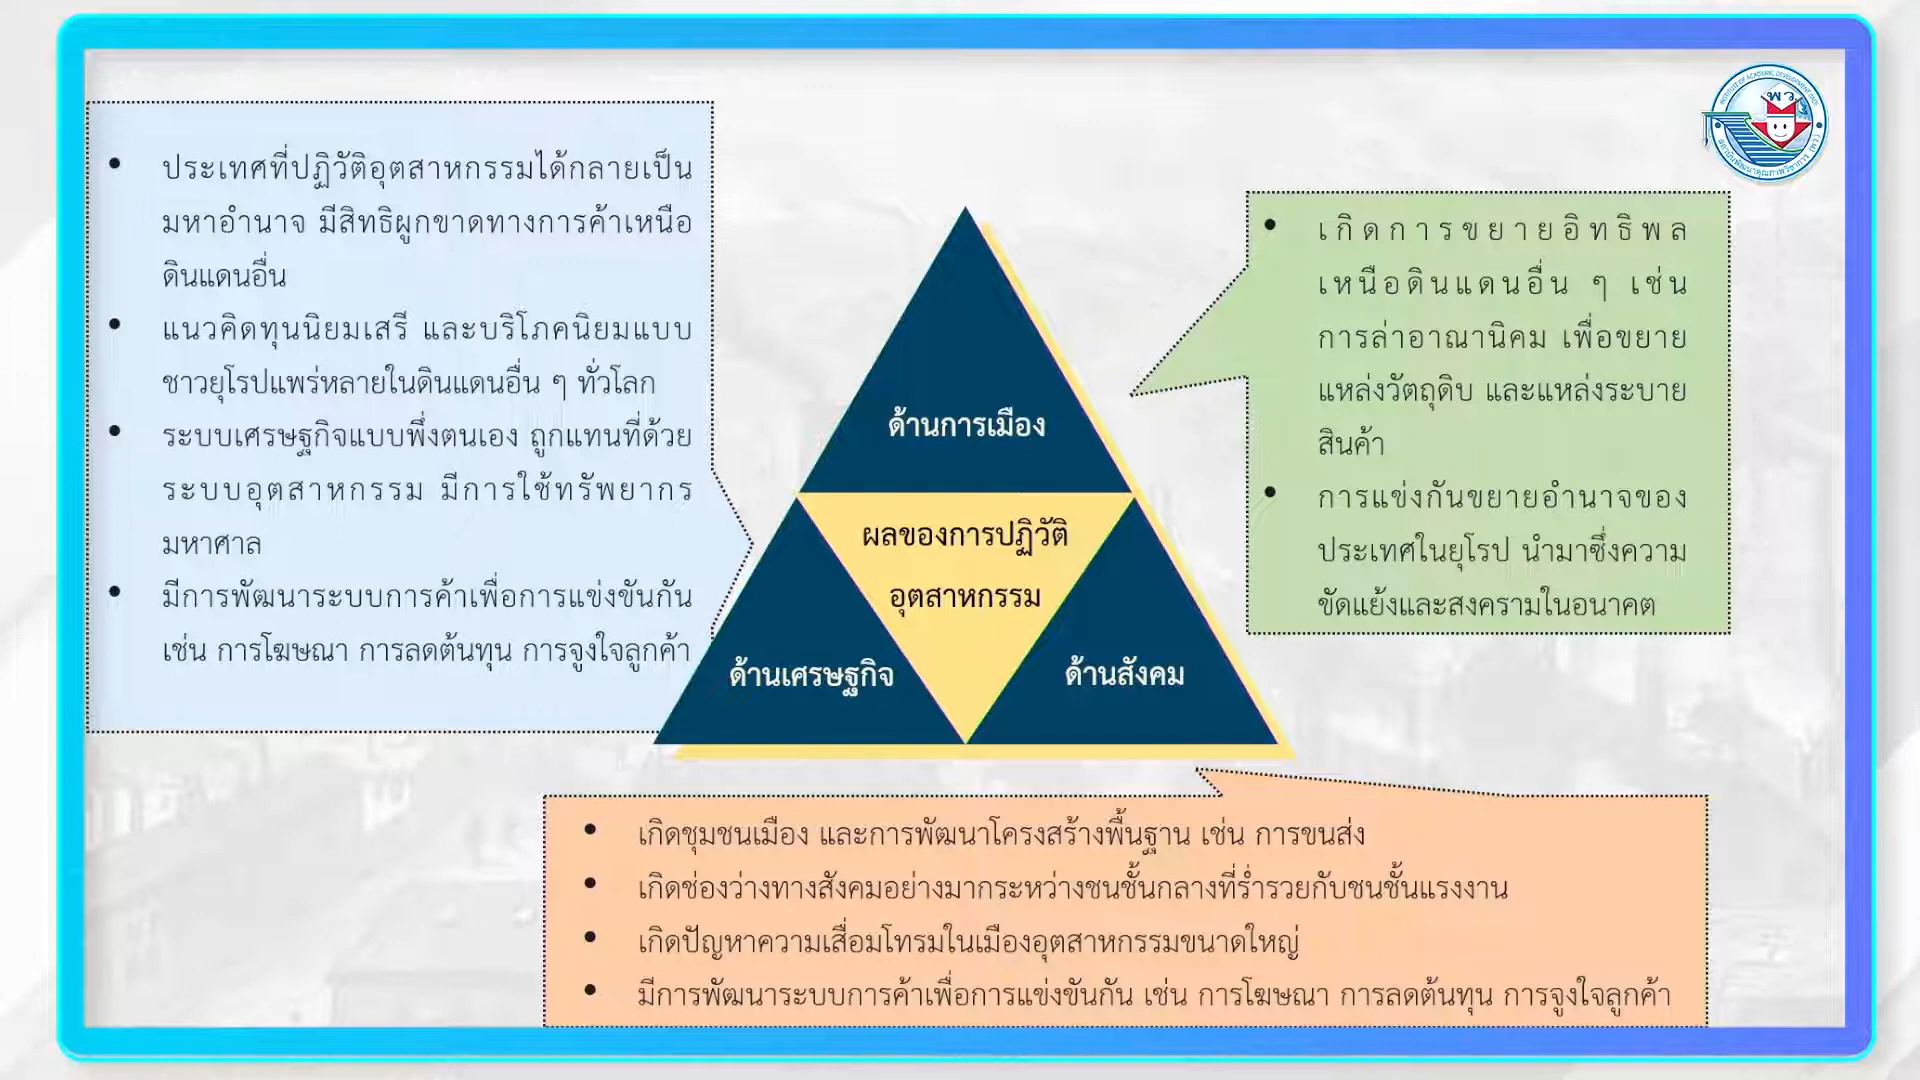 ประเทศที่ปฏิวัติอุตสาหกรรมได้กลายเป็น
มหาอำนาจ มีสิทธิผูกขาดทางการค้าเหนือ
ดินแดนอื่น
แนวคิดทุนนิยมเสรี และบริโภคนิยมแบบ
ชาวยุโรปแพร่หลายในดินแดนอื่น ๆ ทั่วโลก
ระบบเศรษฐกิจแบบพึ่งตนเอง ถูกแทนที่ด้วย
ระบบอุตสาหกรรม มีการใช้ทรัพยากร
มหาศาล
มีการพัฒนาระบบการค้าเพื่อการแข่งขันกัน
เช่น การโฆษณา การลดต้นทุน การจูงใจลูกค้า
ด้านการเมือง
ผลของการปฏิวัติ
อุตสาหกรรม
ด้านเศรษฐกิจ
ด้านสังคม
พว
เกิดการขยายอิทธิพล
เหนือดินแดนอื่น ๆ เช่น
การล่าอาณานิคม เพื่อขยาย
แหล่งวัตถุดิบ และแหล่งระบาย
สินค้า
การแข่งกันขยายอำนาจของ
ประเทศในยุโรป นำมาซึ่งความ
ขัดแย้งและสงครามในอนาคต
เกิดชุมชนเมือง และการพัฒนาโครงสร้างพื้นฐาน เช่น การขนส่ง
เกิดช่องว่างทางสังคมอย่างมากระหว่างชนชั้นกลางที่ร่ำรวยกับชนชั้นแรงงาน
เกิดปัญหาความเสื่อมโทรมในเมืองอุตสาหกรรมขนาดใหญ่
มีการพัฒนาระบบการค้าเพื่อการแข่งขันกัน เช่น การโฆษณา การลดต้นทุน การจูงใจลูกค้า